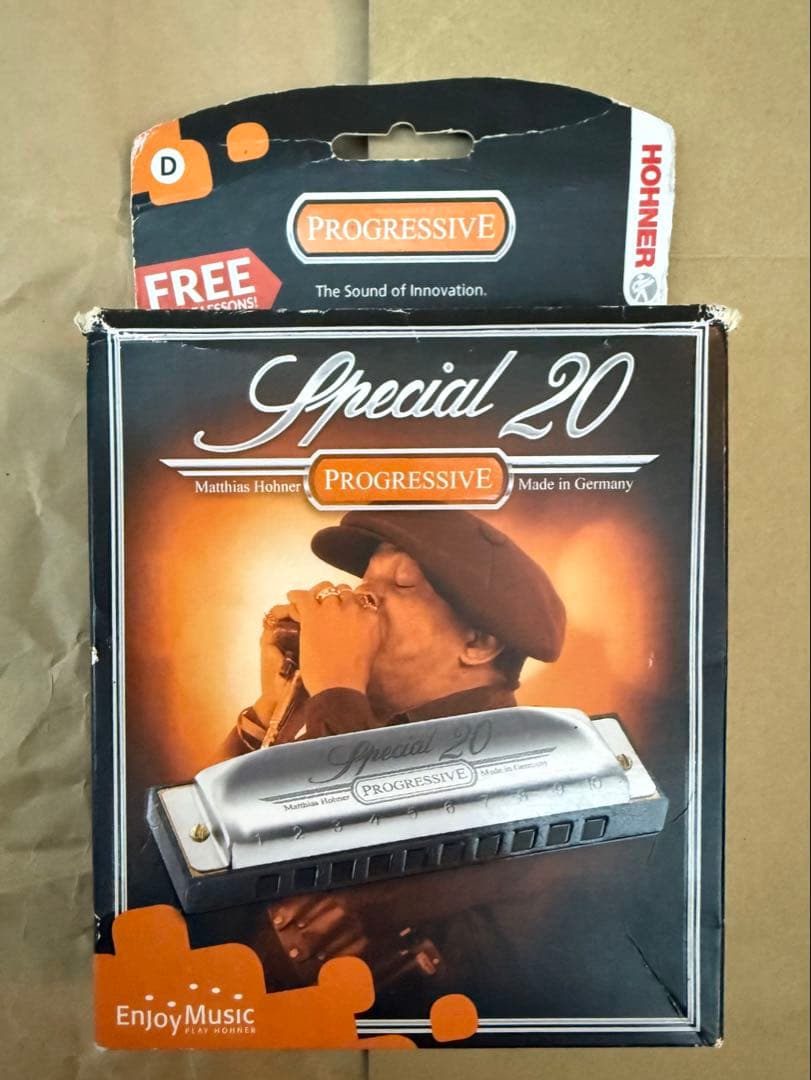 D
HOHNER
PROGRESSIVE
The Sound of Innovation.
FREE
LESSONS!
Special 20
Matthias Hohner PROGRESSIVE Made in Germany
Special 20
Matthias Hohner PROGRESSIVE Made in Germany
1 2 3 4 5 6 7 8 9 10
EnjoyMusic
PLAY HOHNER